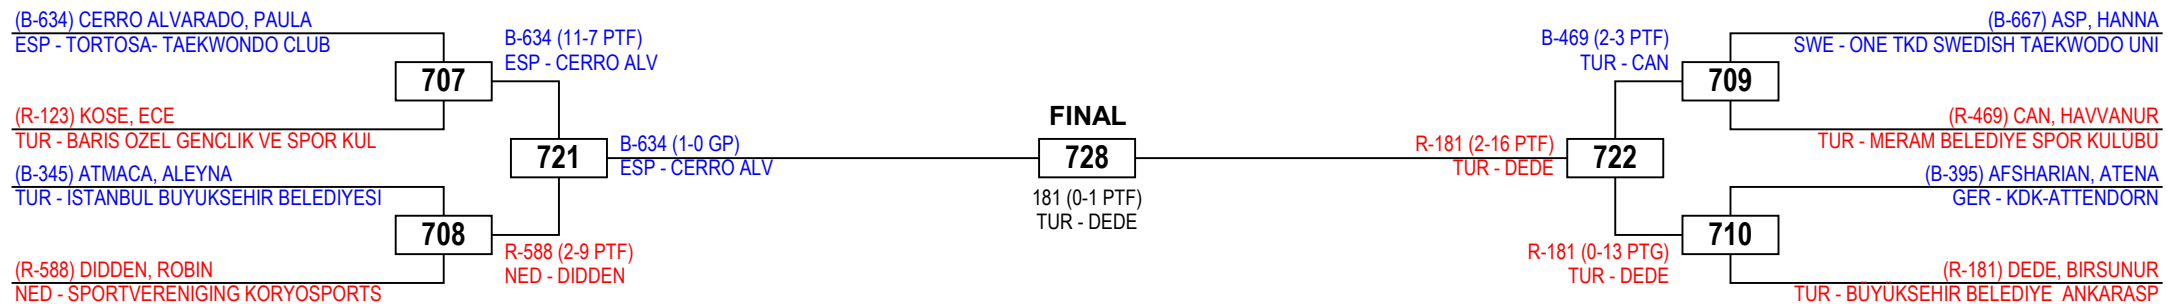 (B-634) CERRO ALVARADO, PAULA
ESP - TORTOSA- TAEKWONDO CLUB
B-634 (11-7 PTF)
ESP - CERRO ALV
707
(R-123) KOSE, ECE
TUR - BARIS OZEL GENCLIK VE SPOR KUL
721
B-634 (1-0 GP)
ESP - CERRO ALV
(B-345) ATMACA, ALEYNA
TUR - ISTANBUL BUYUKSEHIR BELEDIYESI
708
R-588 (2-9 PTF)
NED - DIDDEN
(R-588) DIDDEN, ROBIN
NED - SPORTVERENIGING KORYOSPORTS
FINAL
728
181 (0-1 PTF)
TUR - DEDE
(B-667) ASP, HANNA
SWE - ONE TKD SWEDISH TAEKWODO UNI
B-469 (2-3 PTF)
TUR - CAN
709
(R-469) CAN, HAVVANUR
TUR - MERAM BELEDIYE SPOR KULÜBÜ
R-181 (2-16 PTF)
TUR - DEDE
722
(B-395) AFSHARIAN, ATENA
GER - KDK-ATTENDORN
710
R-181 (0-13 PTG)
TUR - DEDE
(R-181) DEDE, BIRSUNUR
TUR - BÜYÜKSEHIR BELEDIYE  ANKARASP